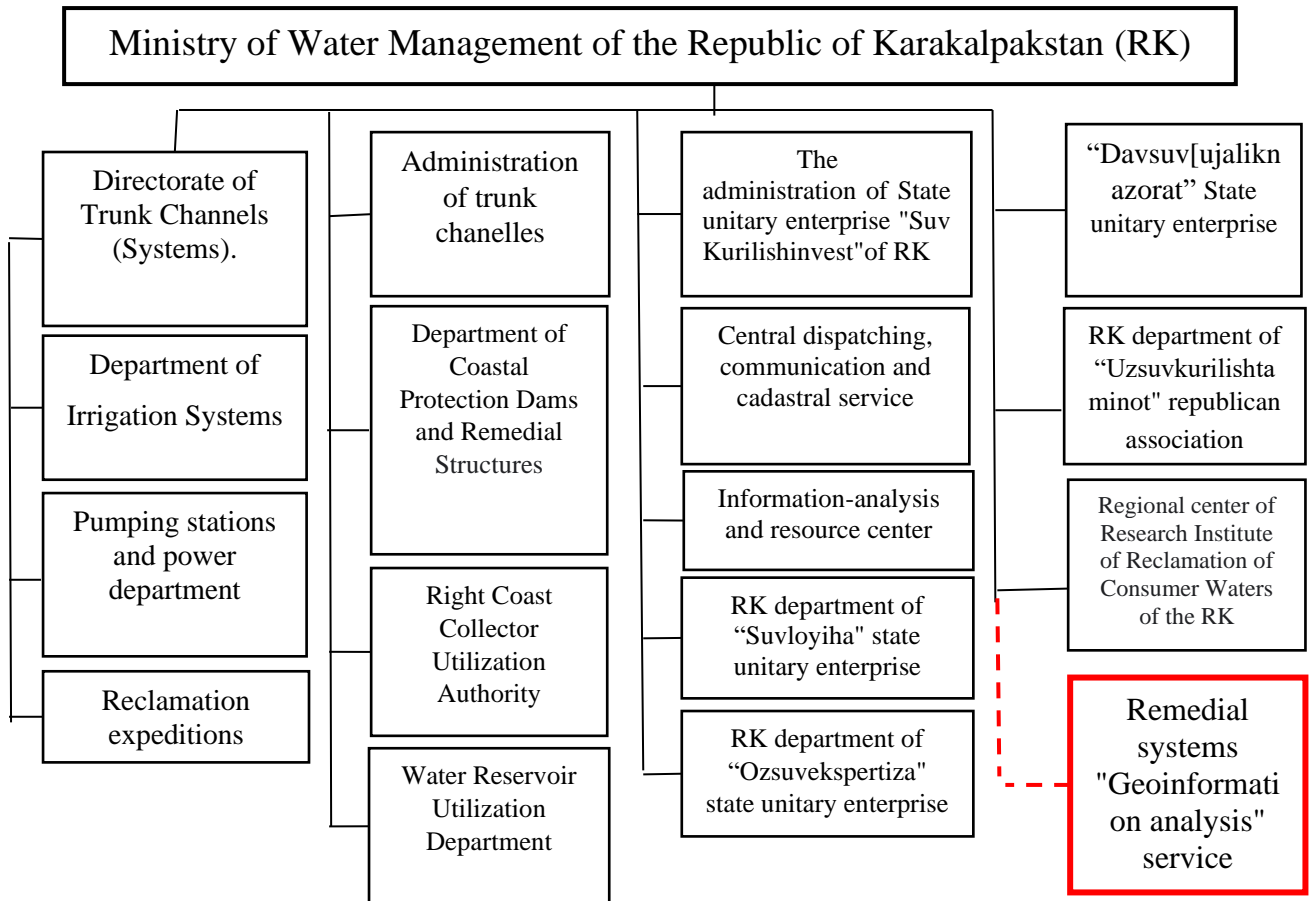 Ministry of Water Management of the Republic of Karakalpakstan (RK)
Directorate of
Trunk Channels
(Systems).
Department of
Irrigation Systems
Pumping stations
and power
department
Reclamation
expeditions
Administration
of trunk
chanelles
Department of
Coastal
Protection Dams
and Remedial
Structures
Right Coast
Collector
Utilization
Authority
Water Reservoir
Utilization
Department
The
administration of State
unitary enterprise "Suv
Kurilishinvest"of RK
Central dispatching,
communication and
cadastral service
Information-analysis
and resource center
RK department of
“Suvloyiha" state
unitary enterprise
RK department of
“Ozsuvekspertiza"
state unitary enterprise
“Davsuv[ujalikn
azorat” State
unitary enterprise
RK department of
“Uzsuvkurilishta
minot" republican
association
Regional center of
Research Institute
of Reclamation of
Consumer Waters
of the RK
Remedial
systems
"Geoinformati
on analysis"
service